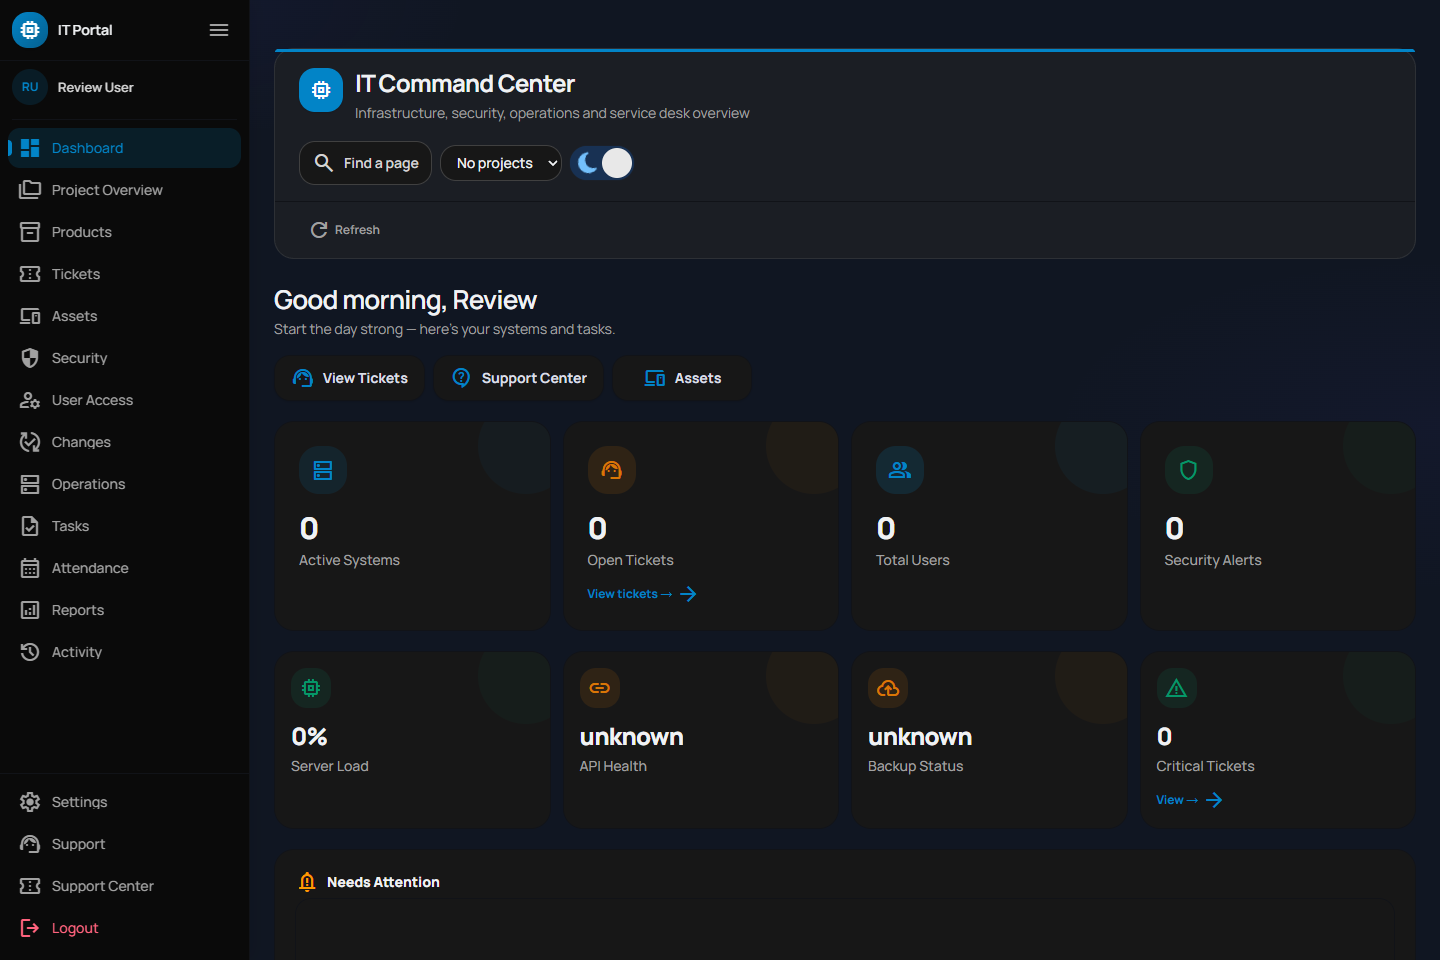 IT Portal
RU
Review User
Dashboard
Project Overview
Products
Tickets
Assets
Security
User Access
Changes
Operations
Tasks
Attendance
Reports
Activity
Settings
Support
Support Center
Logout
IT Command Center
Infrastructure, security, operations and service desk overview
Find a page
No projects
Refresh
Good morning, Review
Start the day strong — here's your systems and tasks.
View Tickets
Support Center
Assets
0
Active Systems
0
Open Tickets
View tickets →
0
Total Users
0
Security Alerts
0%
Server Load
unknown
API Health
unknown
Backup Status
0
Critical Tickets
View →
Needs Attention